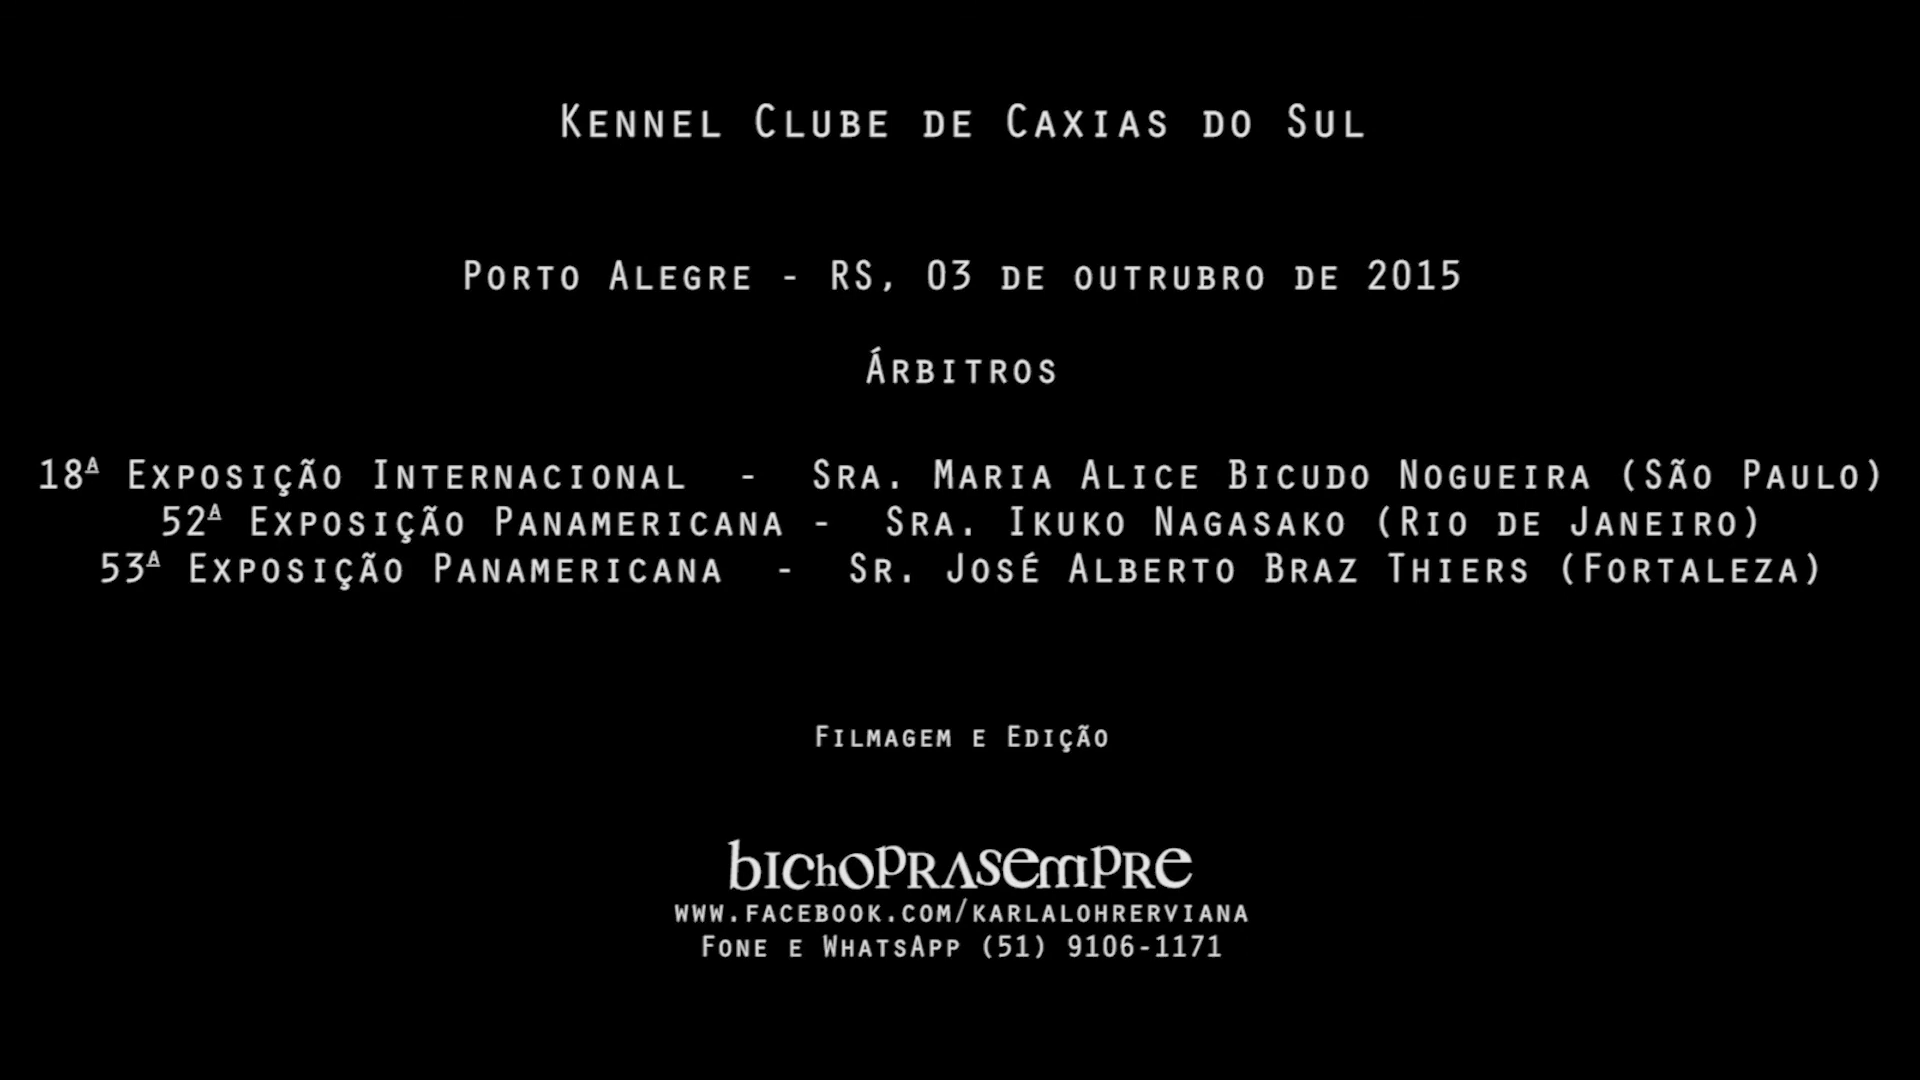 Kennel Clube de Caxias do Sul
Porto Alegre - RS, 03 de outrubro de 2015
Árbitros
18ª Exposição Internacional - Sra. Maria Alice Bicudo Nogueira (São Paulo)
52ª Exposição Panamericana - Sra. Ikuko Nagasako (Rio de Janeiro)
53ª Exposição Panamericana - Sr. José Alberto Braz Thiers (Fortaleza)
Filmagem e Edição
bichoprasempre
www.facebook.com/karlalohrerviana
Fone e WhatsApp (51) 9106-1171